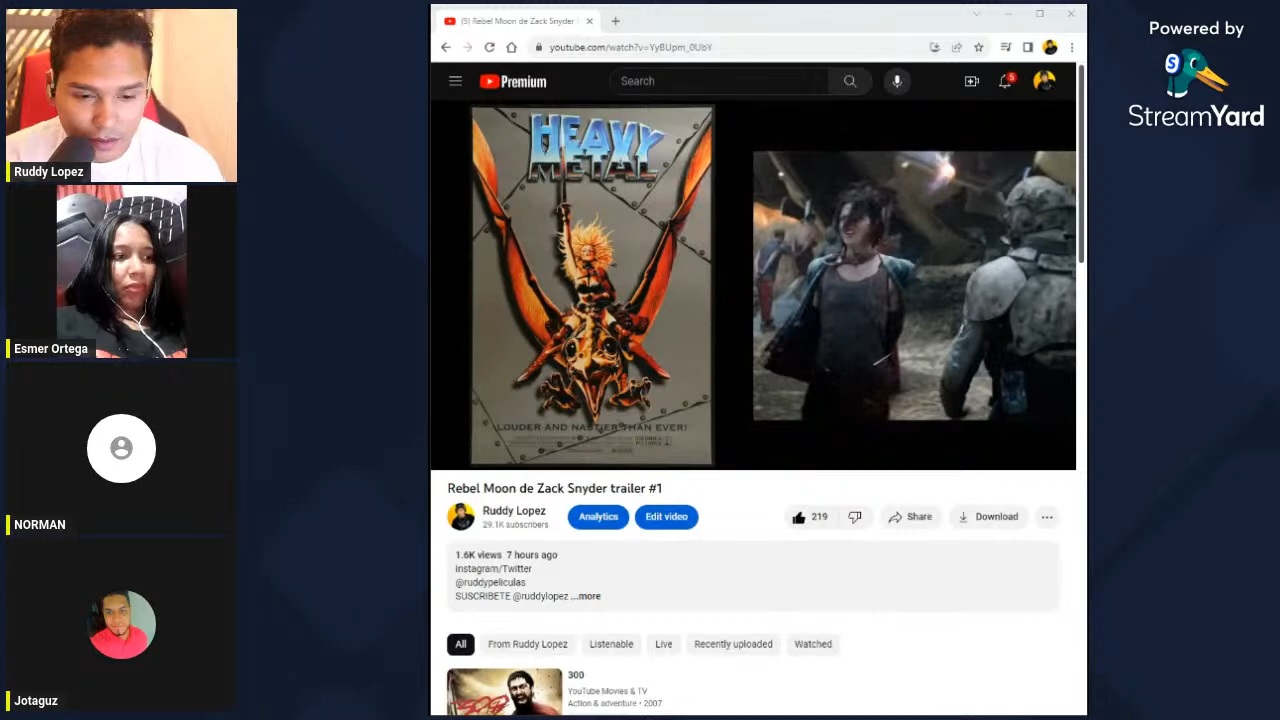 Ruddy Lopez
Esmer Ortega
NORMAN
Jotaguz
(5) Rebel Moon de Zack Snyder
youtube.com/watch?v=YyBUpm_0UbY
Premium
Search
5
HEAVY
METAL
LOUDER AND NASTIER THAN EVER!
Rebel Moon de Zack Snyder trailer #1
Ruddy Lopez
29.1K subscribers
Analytics
Edit video
219
Share
Download
1.6K views 7 hours ago
instagram/Twitter
@ruddypeliculas
SUSCRIBETE @ruddylopez ...more
All
From Ruddy Lopez
Listenable
Live
Recently uploaded
Watched
300
YouTube Movies & TV
Action & adventure • 2007
Powered by
S
StreamYard